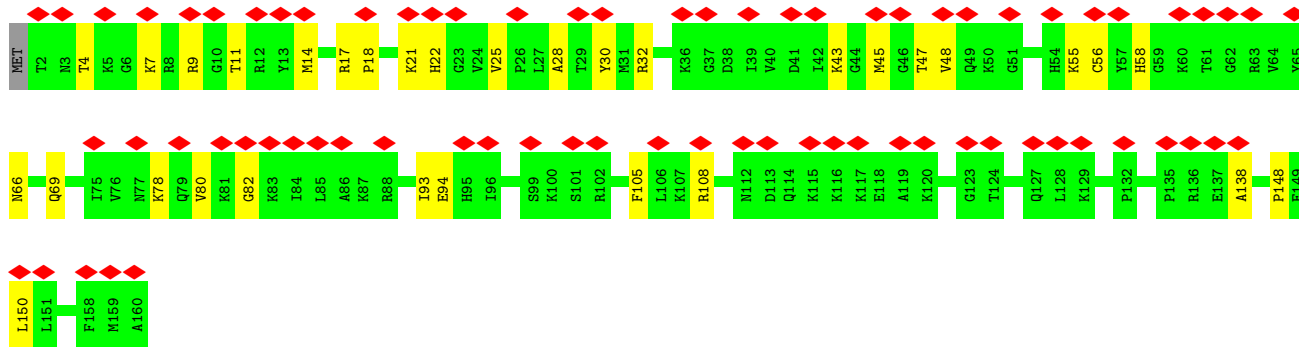 MET T2 N3 T4 K5 G6 K7 R8 R9 G10 T11 R12 Y13 M14 R17 P18 K21 H22 G23 V24 V25 P26 L27 A28 T29 Y30 M31 R32 K36 G37 D38 I39 V40 D41 I42 K43 G44 M45 G46 T47 V48 Q49 K50 G51 H54 K55 C56 Y57 H58 G59 K60 T61 G62 R63 V64 Y65
N66 Q69 I75 V76 N77 K78 Q79 V80 K81 G82 K83 I84 L85 A86 K87 R88 I93 E94 H95 I96 S99 K100 S101 R102 F105 L106 K107 R108 N112 D113 Q114 K115 K116 K117 E118 A119 K120 G123 T124 Q127 L128 K129 P132 P135 R136 E137 A138 P148 E149
L150 L151 F158 M159 A160